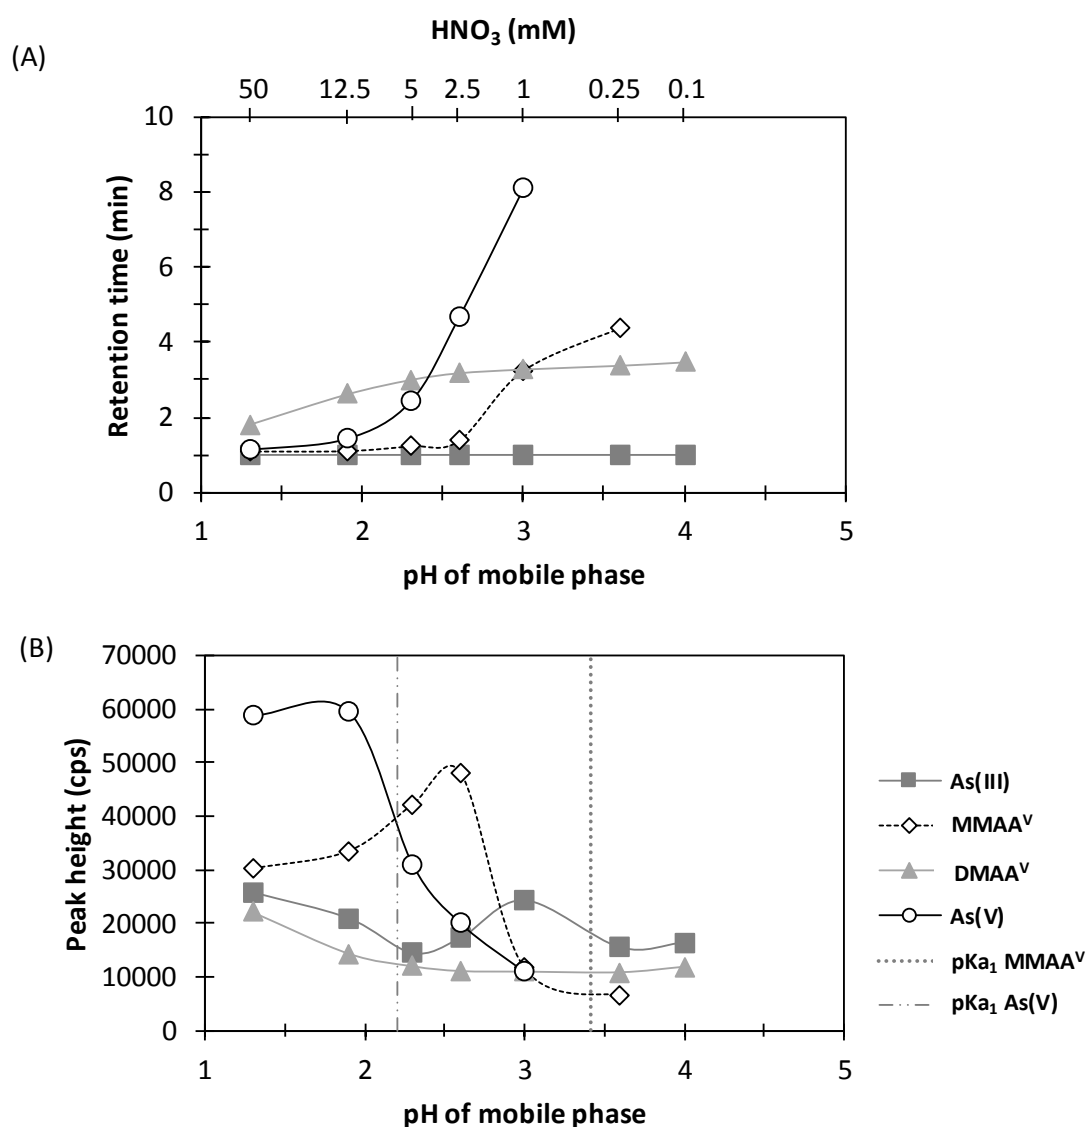 (A)
HNO₃ (mM)
50 12.5 5 2.5 1 0.25 0.1
10
8
6
4
2
0
Retention time (min)
1 2 3 4 5
pH of mobile phase
(B)
70000
60000
50000
40000
30000
20000
10000
0
Peak height (cps)
1 2 3 4 5
pH of mobile phase
As(III)
MMAAⱽ
DMAAⱽ
As(V)
pKa₁ MMAAⱽ
pKa₁ As(V)